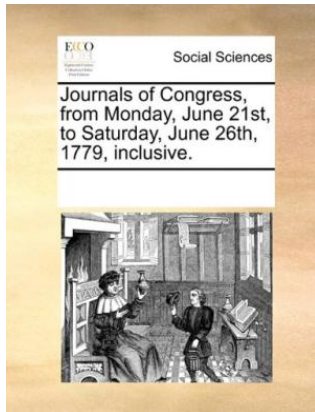 ECCO
Social Sciences
Journals of Congress,
from Monday, June 21st,
to Saturday, June 26th,
1779, inclusive.